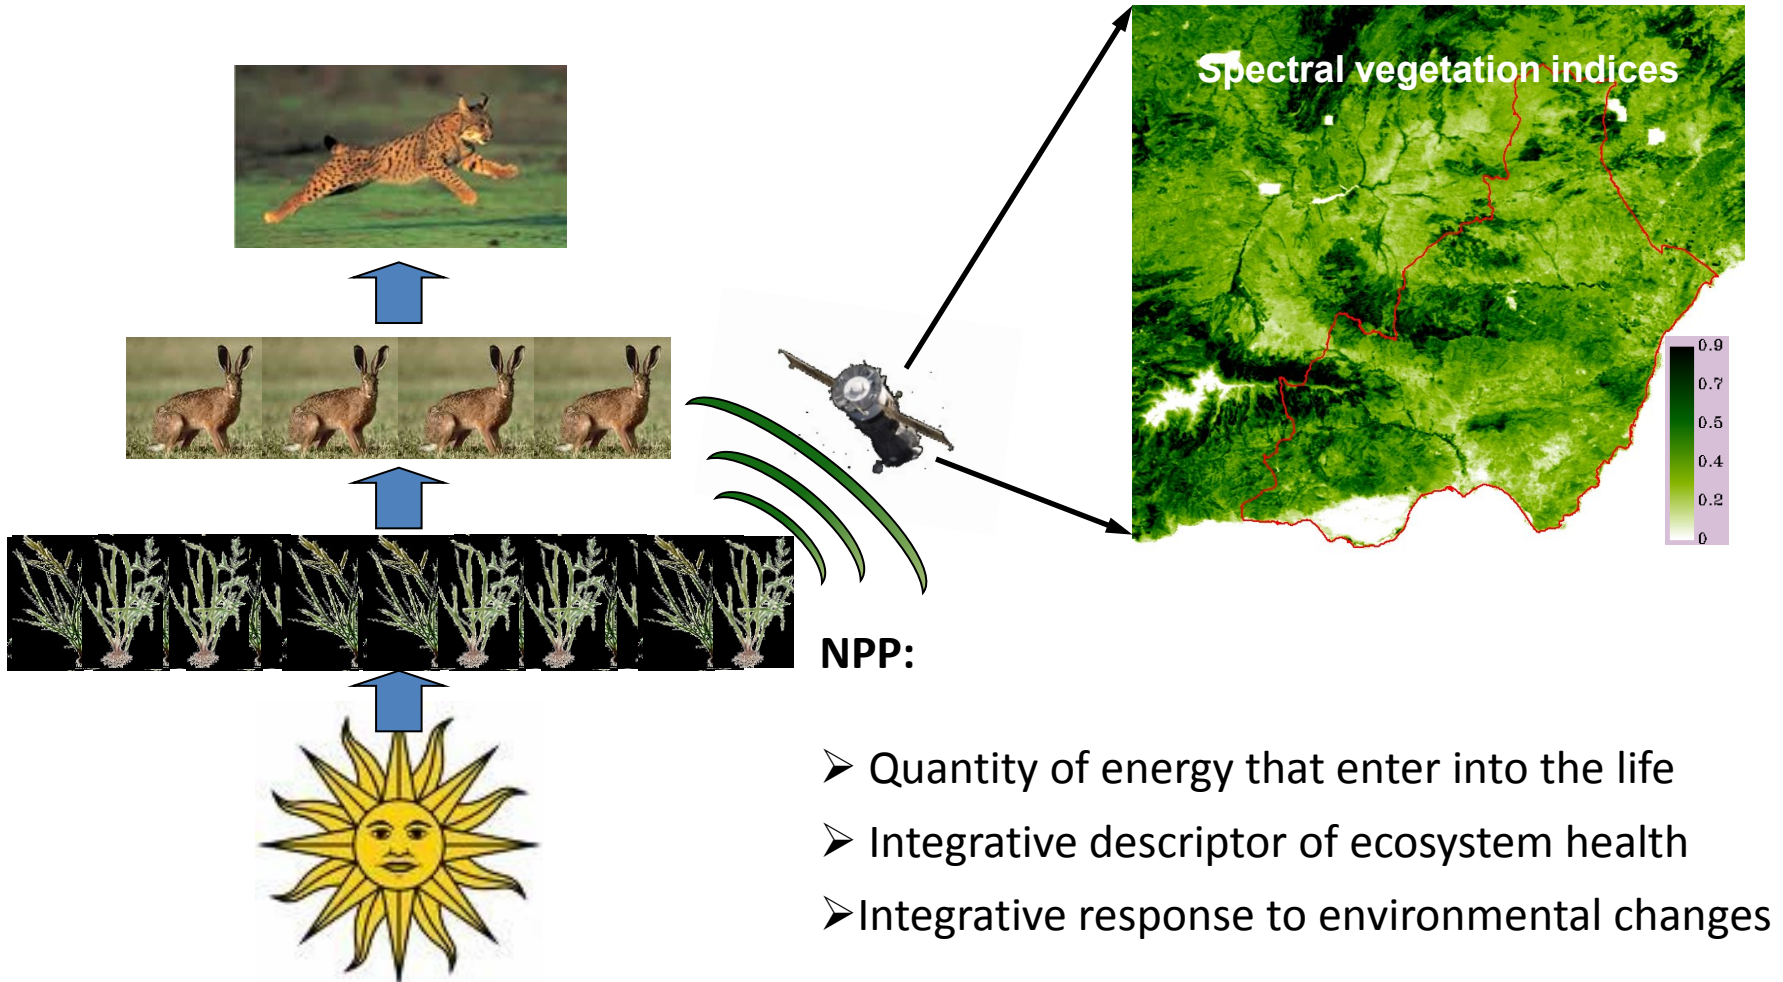 Spectral vegetation indices
0.9
0.7
0.5
0.4
0.2
0
NPP:
➢ Quantity of energy that enter into the life
➢ Integrative descriptor of ecosystem health
➢Integrative response to environmental changes